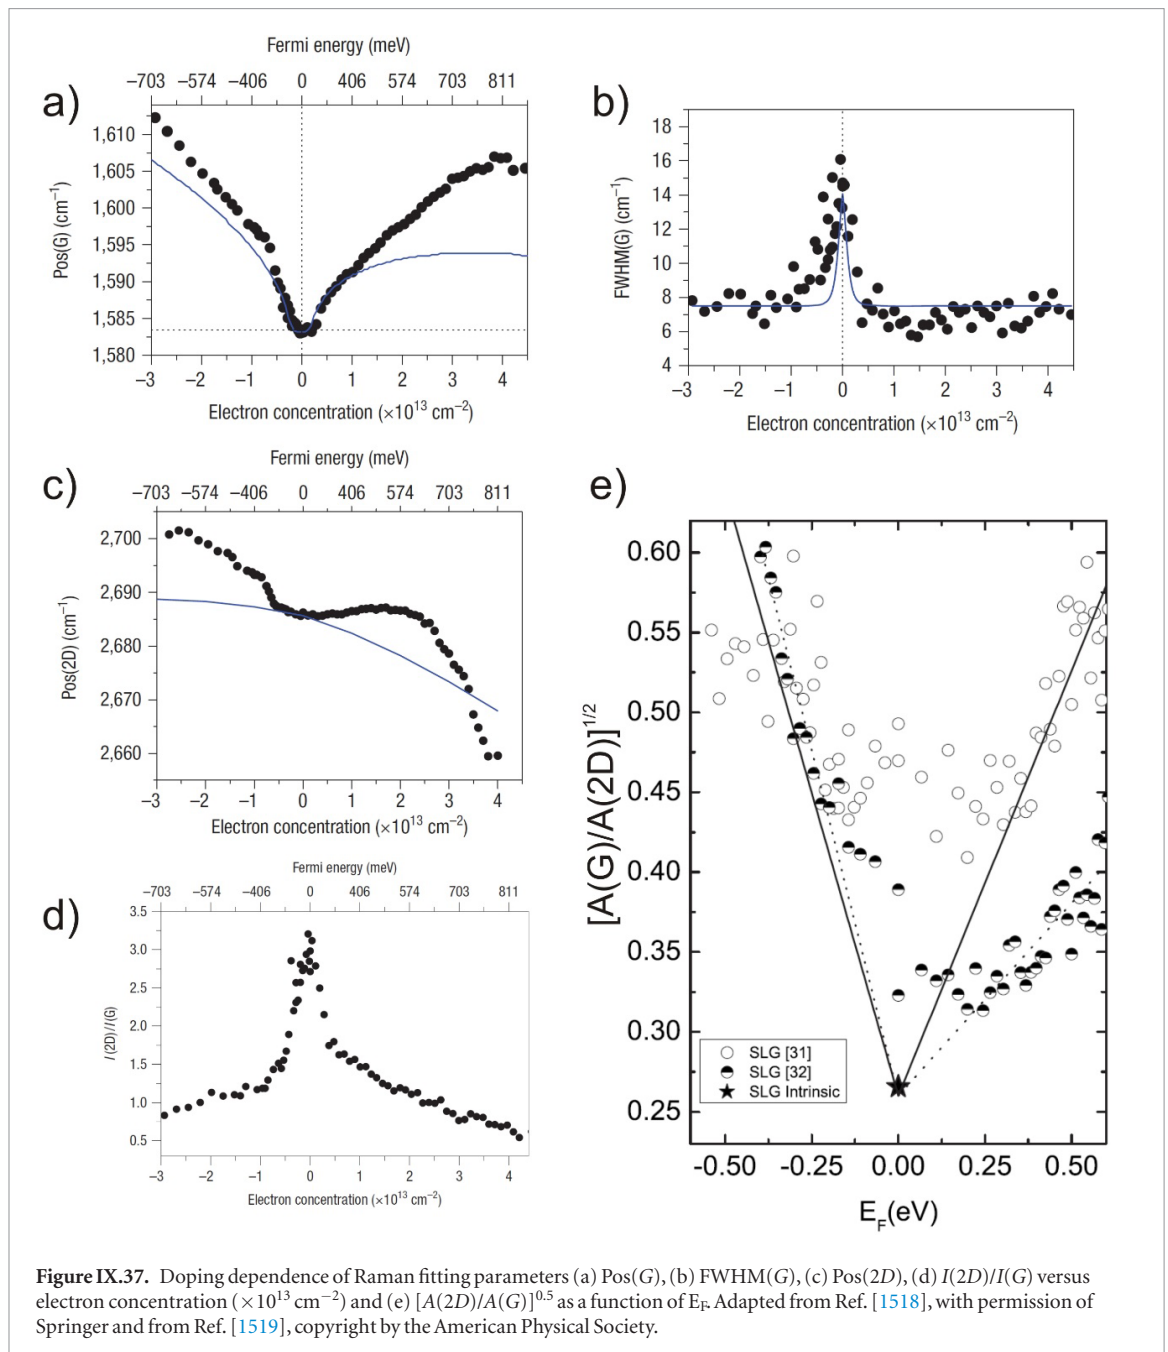 Fermi energy (meV)
−703 −574 −406 0 406 574 703 811
a)
1,610
1,605
1,600
1,595
1,590
1,585
1,580
Pos(G) (cm−1)
−3 −2 −1 0 1 2 3 4
Electron concentration (×10^13 cm−2)
b)
18
16
14
12
10
8
6
4
FWHM(G) (cm−1)
−3 −2 −1 0 1 2 3 4
Electron concentration (×10^13 cm−2)
Fermi energy (meV)
−703 −574 −406 0 406 574 703 811
c)
2,700
2,690
2,680
2,670
2,660
Pos(2D) (cm−1)
−3 −2 −1 0 1 2 3 4
Electron concentration (×10^13 cm−2)
Fermi energy (meV)
−703 −574 −406 0 406 574 703 811
d)
3.5
3.0
2.5
2.0
1.5
1.0
0.5
I(2D)/I(G)
−3 −2 −1 0 1 2 3 4
Electron concentration (×10^13 cm−2)
e)
0.60
0.55
0.50
0.45
0.40
0.35
0.30
0.25
[A(G)/A(2D)]^1/2
SLG [31]
SLG [32]
SLG Intrinsic
-0.50 -0.25 0.00 0.25 0.50
E_F(eV)
Figure IX.37. Doping dependence of Raman fitting parameters (a) Pos(G), (b) FWHM(G), (c) Pos(2D), (d) I(2D)/I(G) versus
electron concentration (×10^13 cm−2) and (e) [A(2D)/A(G)]^0.5 as a function of E_F. Adapted from Ref. [1518], with permission of
Springer and from Ref. [1519], copyright by the American Physical Society.